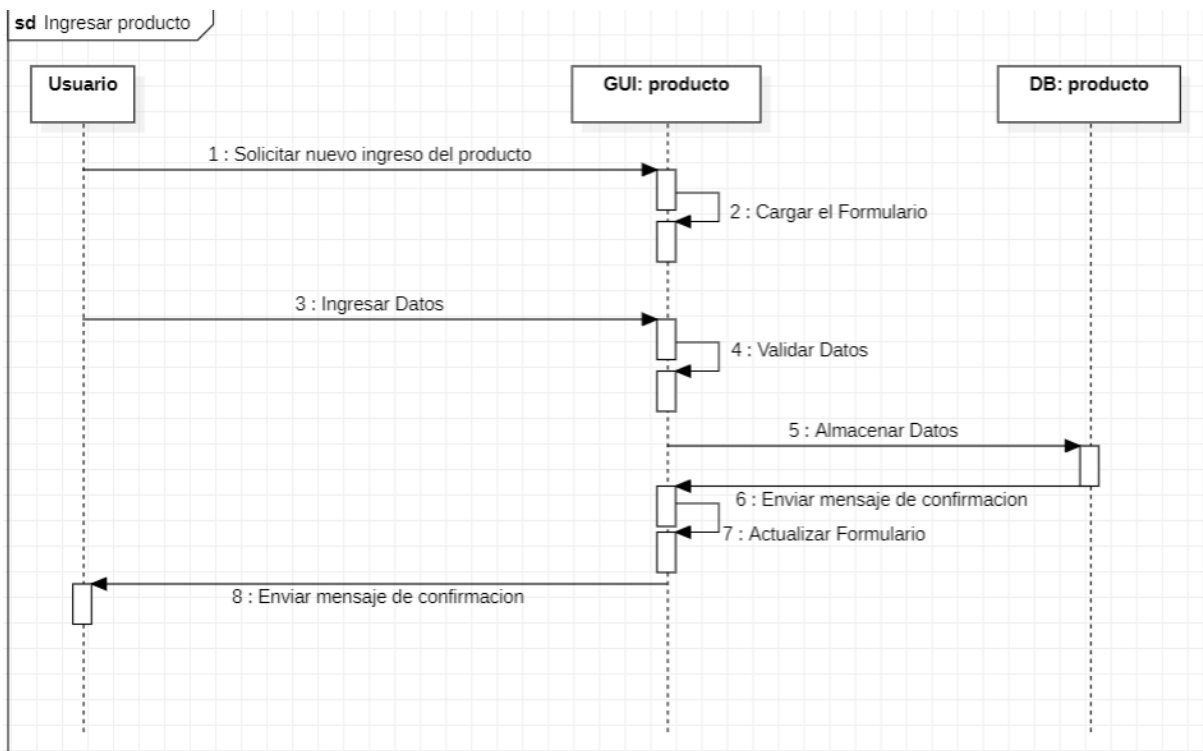 sd Ingresar producto
Usuario
GUI: producto
DB: producto
1 : Solicitar nuevo ingreso del producto
2 : Cargar el Formulario
3 : Ingresar Datos
4 : Validar Datos
5 : Almacenar Datos
6 : Enviar mensaje de confirmacion
7 : Actualizar Formulario
8 : Enviar mensaje de confirmacion